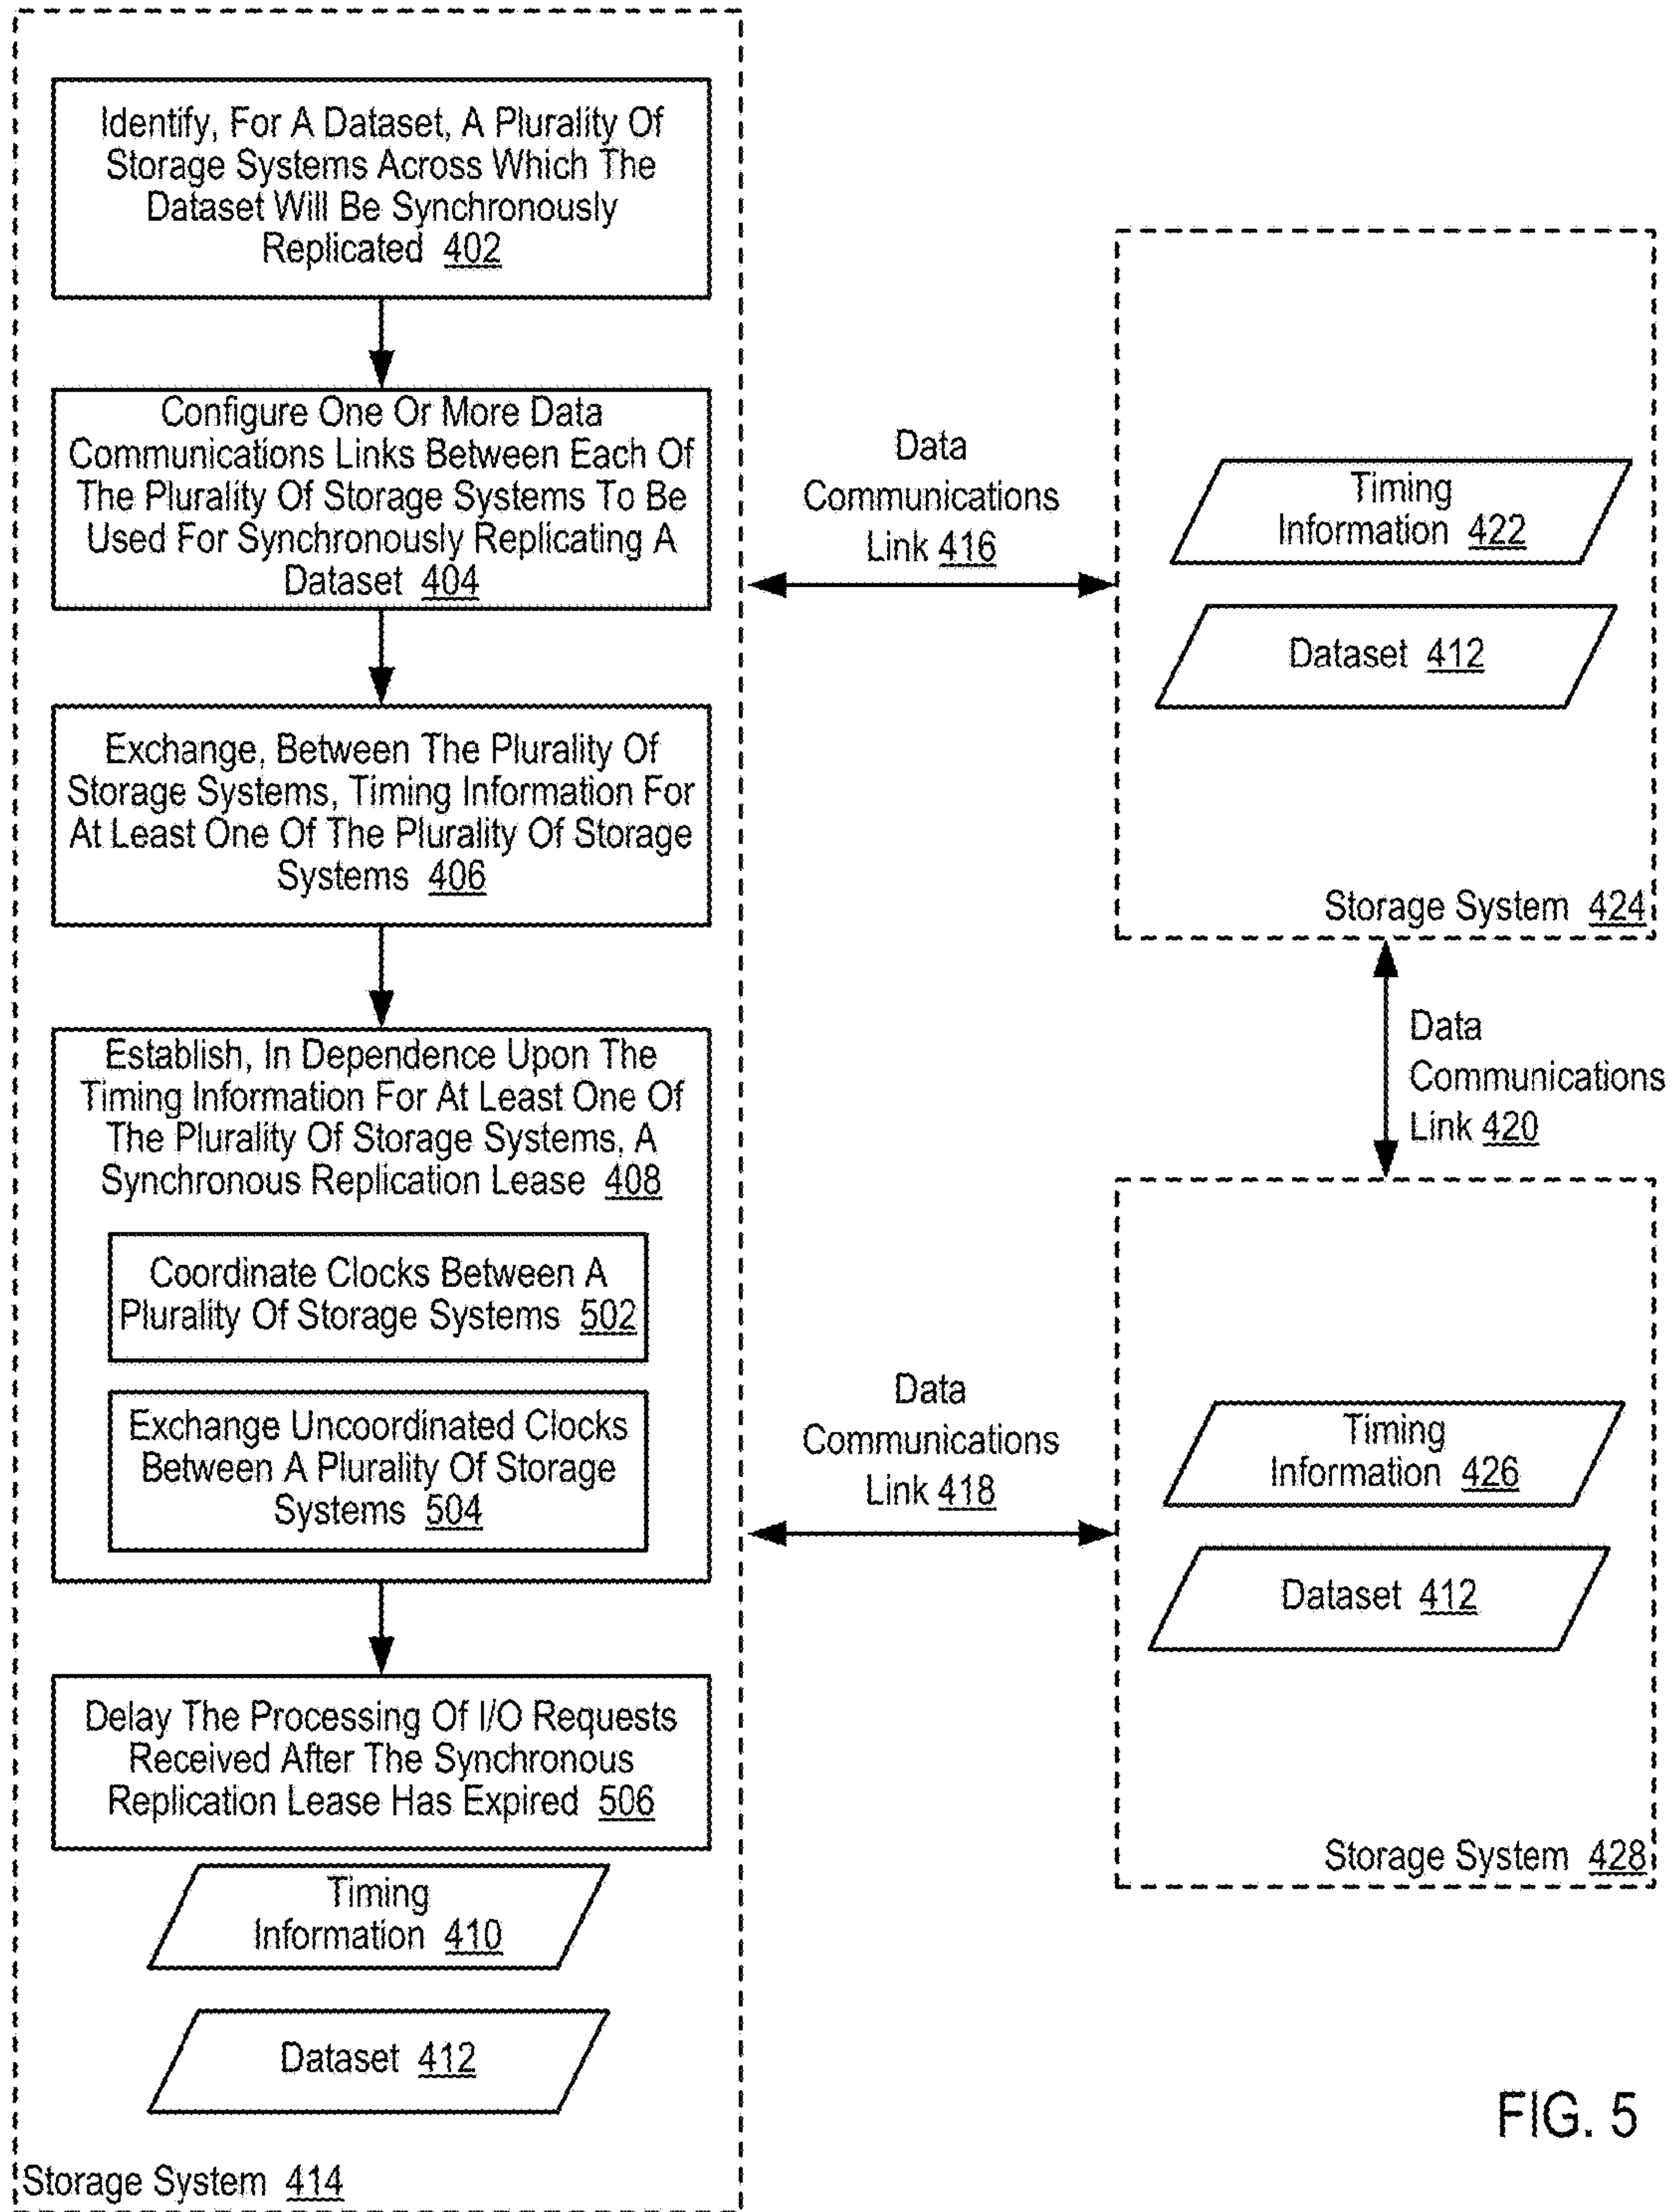 Identify, For A Dataset, A Plurality Of
Storage Systems Across Which The
Dataset Will Be Synchronously
Replicated 402
Configure One Or More Data
Communications Links Between Each Of
The Plurality Of Storage Systems To Be
Used For Synchronously Replicating A
Dataset 404
Exchange, Between The Plurality Of
Storage Systems, Timing Information For
At Least One Of The Plurality Of Storage
Systems 406
Establish, In Dependence Upon The
Timing Information For At Least One Of
The Plurality Of Storage Systems, A
Synchronous Replication Lease 408
Coordinate Clocks Between A
Plurality Of Storage Systems 502
Exchange Uncoordinated Clocks
Between A Plurality Of Storage
Systems 504
Delay The Processing Of I/O Requests
Received After The Synchronous
Replication Lease Has Expired 506
Timing
Information 410
Dataset 412
Storage System 414
Data
Communications
Link 416
Timing
Information 422
Dataset 412
Storage System 424
Data
Communications
Link 420
Data
Communications
Link 418
Timing
Information 426
Dataset 412
Storage System 428
FIG. 5